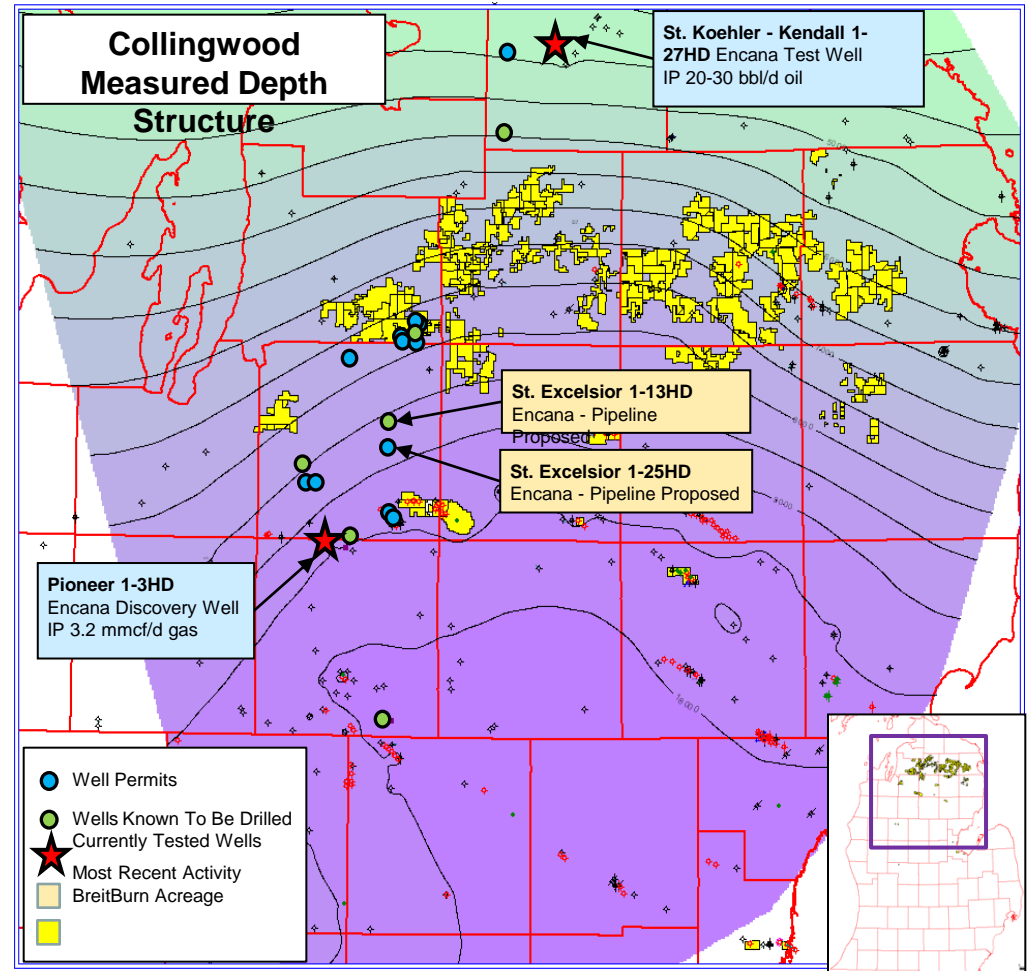 Collingwood
Measured Depth
Structure
St. Koehler - Kendall 1-
27HD Encana Test Well
IP 20-30 bbl/d oil
St. Excelsior 1-13HD
Encana - Pipeline
Proposed
St. Excelsior 1-25HD
Encana - Pipeline Proposed
Pioneer 1-3HD
Encana Discovery Well
IP 3.2 mmcf/d gas
Well Permits
Wells Known To Be Drilled
Currently Tested Wells
Most Recent Activity
BreitBurn Acreage